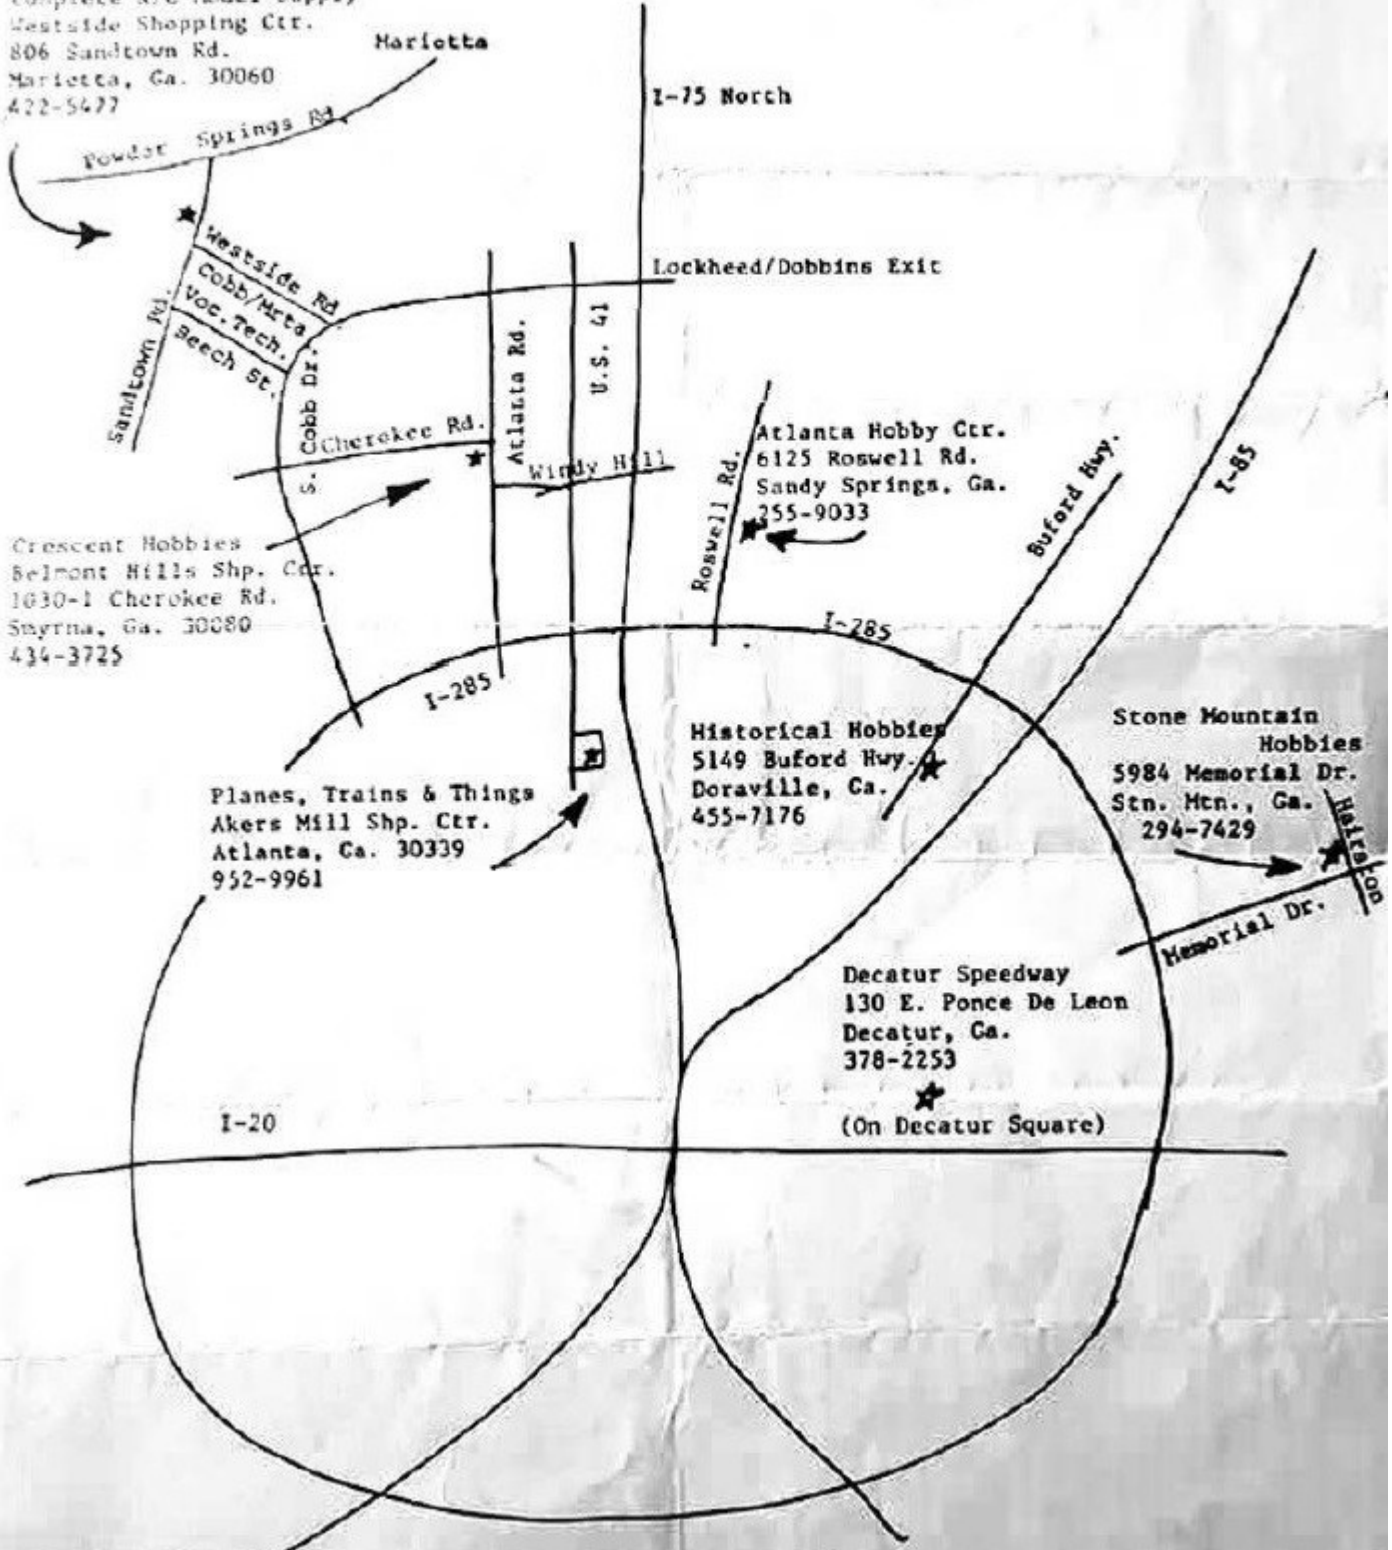 Westside Shopping Ctr.
806 Sandtown Rd.
Marietta, Ga. 30060
422-5477
Marietta
I-75 North
Powder Springs Rd.
Lockheed/Dobbins Exit
Westside Rd.
Cobb/Mrta
Voc. Tech.
Beech St.
Sandtown Rd.
S. Cobb Dr.
Atlanta Rd.
U.S. 41
Cherokee Rd.
Windy Hill
Roswell Rd.
Atlanta Hobby Ctr.
6125 Roswell Rd.
Sandy Springs, Ga.
255-9033
Buford Hwy.
I-85
Crescent Hobbies
Belmont Hills Shp. Ctr.
1030-1 Cherokee Rd.
Smyrna, Ga. 30080
434-3725
I-285
I-285
Historical Hobbies
5149 Buford Hwy.
Doraville, Ga.
455-7176
Stone Mountain
Hobbies
5984 Memorial Dr.
Stn. Mtn., Ga.
294-7429
Hairston
Memorial Dr.
Planes, Trains & Things
Akers Mill Shp. Ctr.
Atlanta, Ga. 30339
952-9961
Decatur Speedway
130 E. Ponce De Leon
Decatur, Ga.
378-2253
(On Decatur Square)
I-20